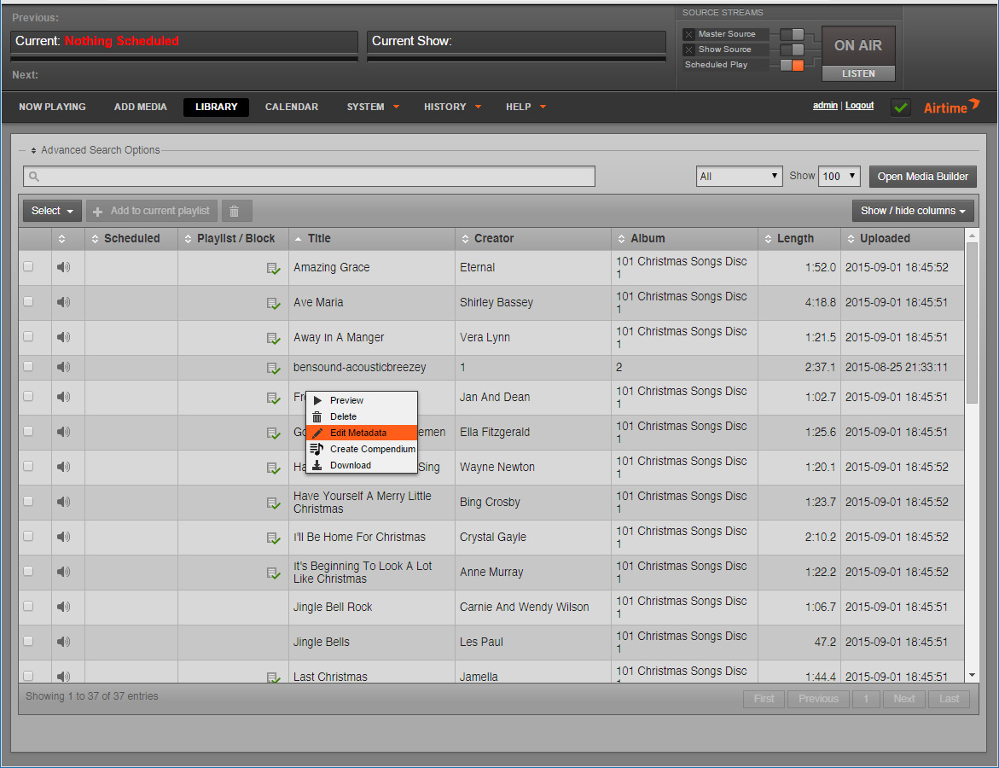 Previous:
Current: Nothing Scheduled
Current Show:
Next:
SOURCE STREAMS
Master Source
Show Source
Scheduled Play
ON AIR
LISTEN
NOW PLAYING ADD MEDIA LIBRARY CALENDAR SYSTEM HISTORY HELP
admin | Logout
Airtime
Advanced Search Options
All Show 100 Open Media Builder
Select Add to current playlist Show / hide columns
Scheduled Playlist / Block Title Creator Album Length Uploaded
Amazing Grace Eternal 101 Christmas Songs Disc 1 1:52.0 2015-09-01 18:45:52
Ave Maria Shirley Bassey 101 Christmas Songs Disc 1 4:18.8 2015-09-01 18:45:51
Away In A Manger Vera Lynn 101 Christmas Songs Disc 1 1:21.5 2015-09-01 18:45:51
bensound-acousticbreezey 1 2 2:37.1 2015-08-25 21:33:11
Fr Jan And Dean 101 Christmas Songs Disc 1 1:02.7 2015-09-01 18:45:51
Go emen Ella Fitzgerald 101 Christmas Songs Disc 1 1:25.6 2015-09-01 18:45:51
Ha Sing Wayne Newton 101 Christmas Songs Disc 1 1:20.1 2015-09-01 18:45:52
Preview
Delete
Edit Metadata
Create Compendium
Download
Have Yourself A Merry Little Christmas Bing Crosby 101 Christmas Songs Disc 1 1:23.7 2015-09-01 18:45:52
I'll Be Home For Christmas Crystal Gayle 101 Christmas Songs Disc 1 2:10.2 2015-09-01 18:45:52
It's Beginning To Look A Lot Like Christmas Anne Murray 101 Christmas Songs Disc 1 1:22.2 2015-09-01 18:45:52
Jingle Bell Rock Carnie And Wendy Wilson 101 Christmas Songs Disc 1 1:06.7 2015-09-01 18:45:51
Jingle Bells Les Paul 101 Christmas Songs Disc 1 47.2 2015-09-01 18:45:51
Last Christmas Jamella 101 Christmas Songs Disc 1:44.4 2015-09-01 18:45:51
Showing 1 to 37 of 37 entries
First Previous 1 Next Last